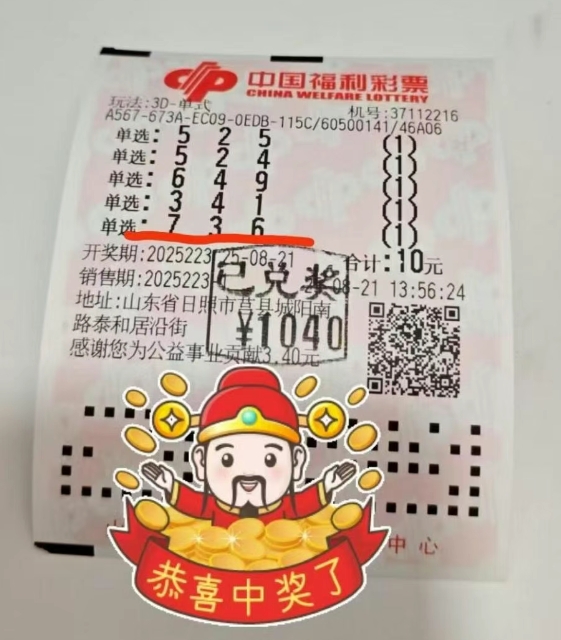 中国福利彩票
CHINA WELFARE LOTTERY
玩法:3D-单式 机号:37112216
A567-673A-EC09-0EDB-115C/60500141/46A06
单选: 5 2 5 (1)
单选: 5 2 4 (1)
单选: 6 4 9 (1)
单选: 3 4 1 (1)
单选: 7 3 6 (1)
开奖期:2025223 25-08-21 合计:10元
销售期:2025223 08-21 13:56:24
已兑奖
¥1040
地址:山东省日照市莒县城阳南
路泰和居沿街
感谢您为公益事业贡献3.40元
中心
恭喜中奖了